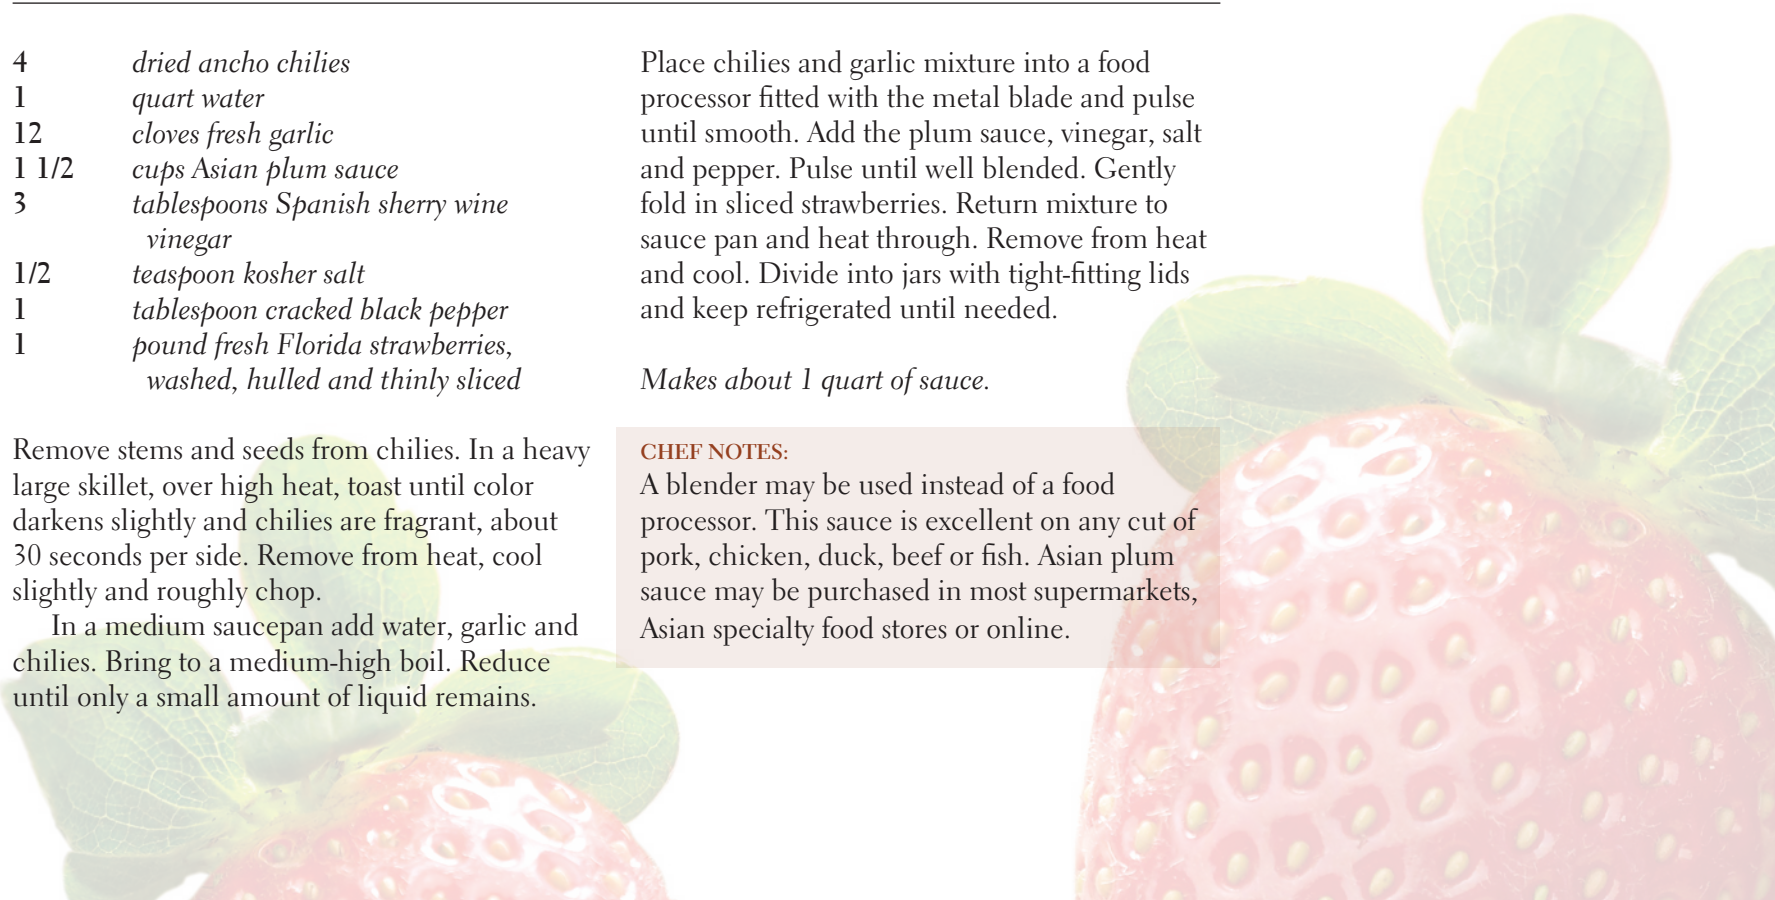 4 dried ancho chilies
1 quart water
12 cloves fresh garlic
1 1/2 cups Asian plum sauce
3 tablespoons Spanish sherry wine
vinegar
1/2 teaspoon kosher salt
1 tablespoon cracked black pepper
1 pound fresh Florida strawberries,
washed, hulled and thinly sliced
Remove stems and seeds from chilies. In a heavy
large skillet, over high heat, toast until color
darkens slightly and chilies are fragrant, about
30 seconds per side. Remove from heat, cool
slightly and roughly chop.
In a medium saucepan add water, garlic and
chilies. Bring to a medium-high boil. Reduce
until only a small amount of liquid remains.
Place chilies and garlic mixture into a food
processor fitted with the metal blade and pulse
until smooth. Add the plum sauce, vinegar, salt
and pepper. Pulse until well blended. Gently
fold in sliced strawberries. Return mixture to
sauce pan and heat through. Remove from heat
and cool. Divide into jars with tight-fitting lids
and keep refrigerated until needed.
Makes about 1 quart of sauce.
CHEF NOTES:
A blender may be used instead of a food
processor. This sauce is excellent on any cut of
pork, chicken, duck, beef or fish. Asian plum
sauce may be purchased in most supermarkets,
Asian specialty food stores or online.